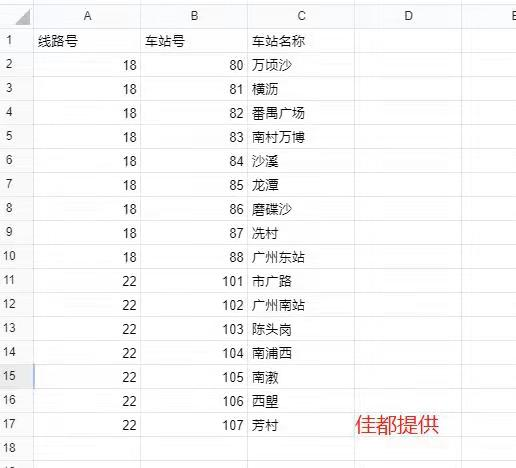 A B C D E
1 线路号 车站号 车站名称
2 18 80 万顷沙
3 18 81 横沥
4 18 82 番禺广场
5 18 83 南村万博
6 18 84 沙溪
7 18 85 龙潭
8 18 86 磨碟沙
9 18 87 冼村
10 18 88 广州东站
11 22 101 市广路
12 22 102 广州南站
13 22 103 陈头岗
14 22 104 南浦西
15 22 105 南漖
16 22 106 西塱
17 22 107 芳村 佳都提供
18